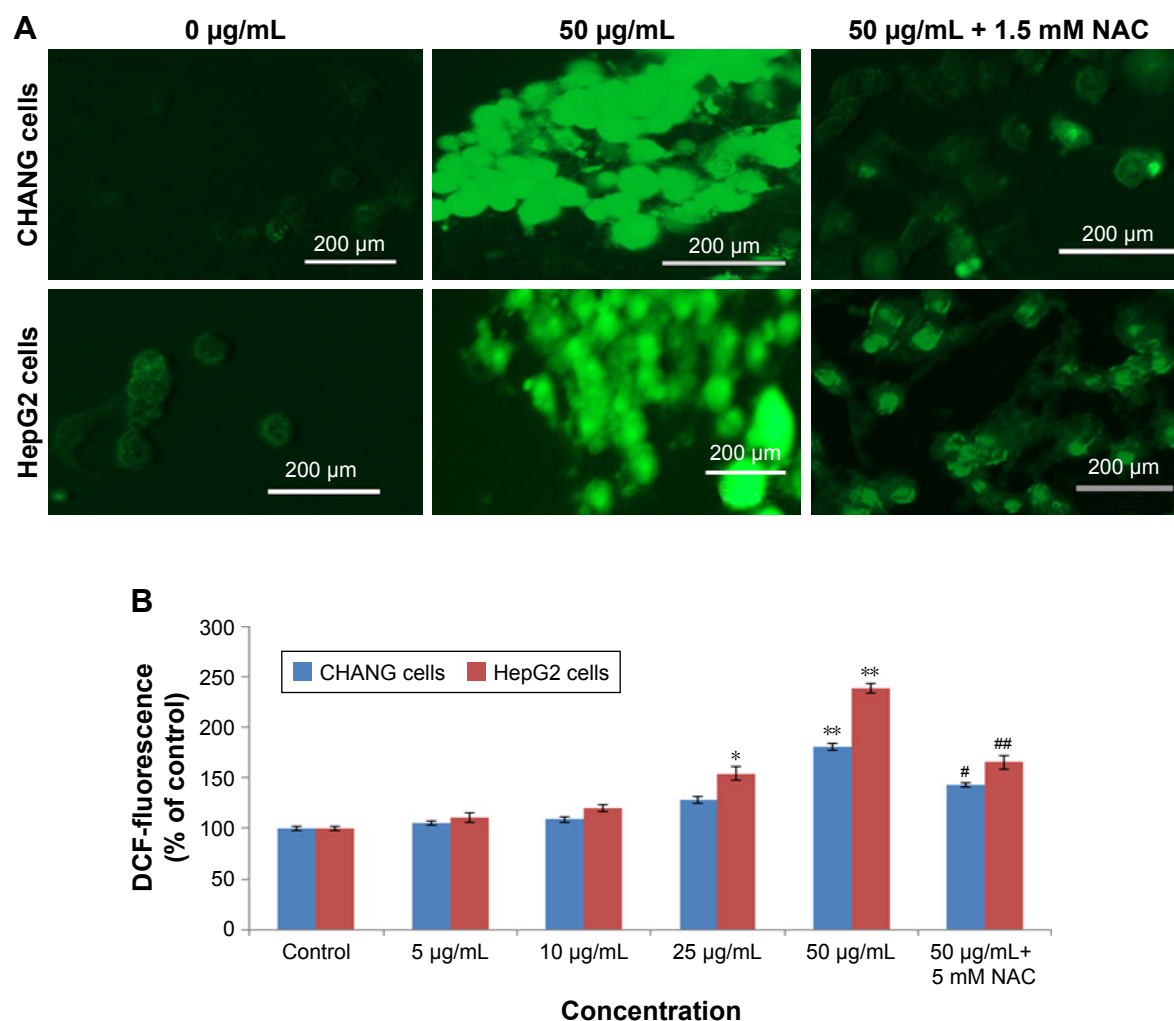 A
0 µg/mL
50 µg/mL
50 µg/mL + 1.5 mM NAC
CHANG cells
200 µm
200 µm
200 µm
HepG2 cells
200 µm
200 µm
200 µm
B
DCF-fluorescence
(% of control)
300
250
200
150
100
50
0
CHANG cells
HepG2 cells
*
**
**
#
##
Control
5 µg/mL
10 µg/mL
25 µg/mL
50 µg/mL
50 µg/mL+
5 mM NAC
Concentration